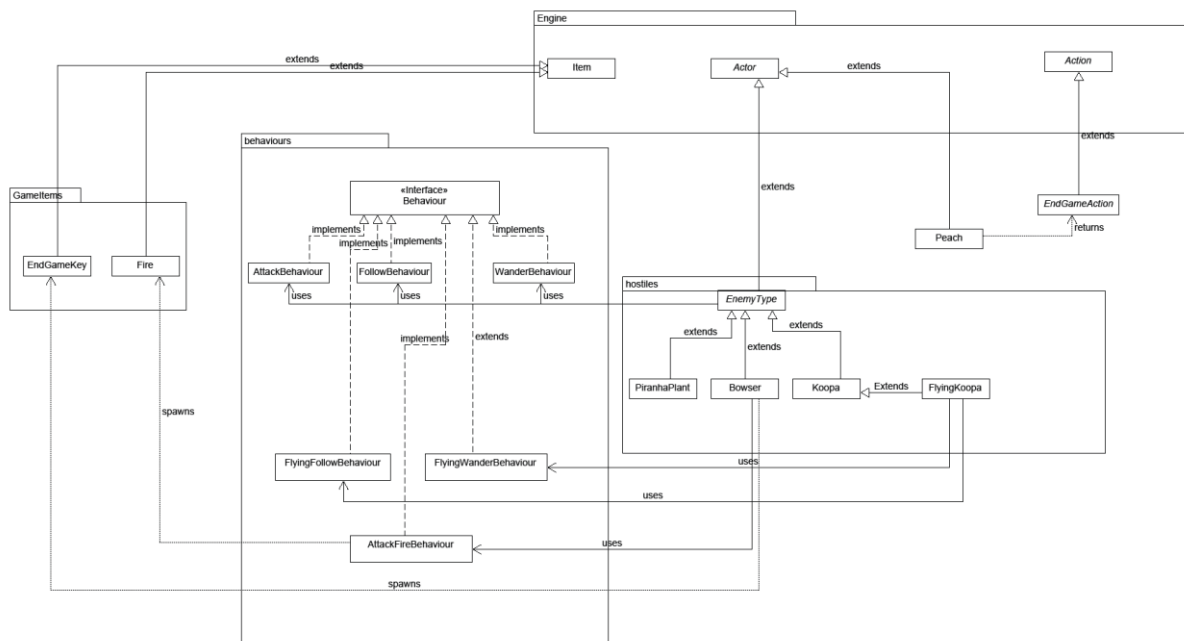 Engine
extends
extends
Item
Actor
extends
Action
behaviours
extends
GameItems
«Interface»
Behaviour
extends
EndGameAction
implements
implements
implements
implements
returns
Peach
EndGameKey
Fire
AttackBehaviour
FollowBehaviour
WanderBehaviour
hostiles
uses
uses
uses
EnemyType
extends
extends
extends
implements
extends
PiranhaPlant
Bowser
Koopa
Extends
FlyingKoopa
spawns
FlyingFollowBehaviour
FlyingWanderBehaviour
uses
uses
AttackFireBehaviour
uses
spawns